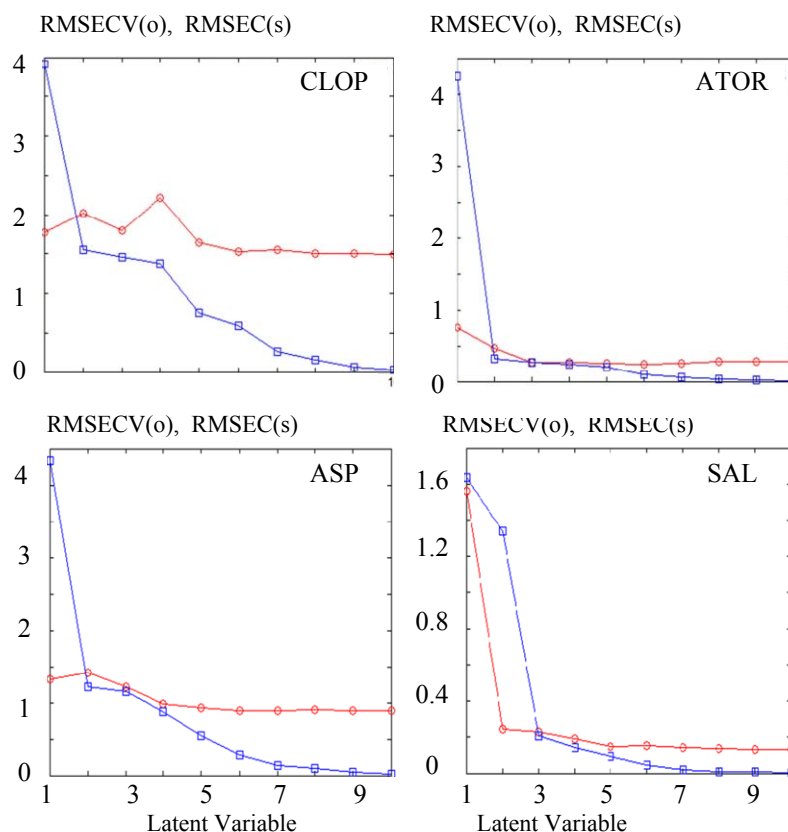 RMSECV(o), RMSEC(s)
CLOP
4
3
2
1
0
1
RMSECV(o), RMSEC(s)
ATOR
4
3
2
1
0
RMSECV(o), RMSEC(s)
ASP
4
3
2
1
0
1 3 5 7 9
Latent Variable
RMSECV(o), RMSEC(s)
SAL
1.6
1.2
0.8
0.4
0
1 3 5 7 9
Latent Variable